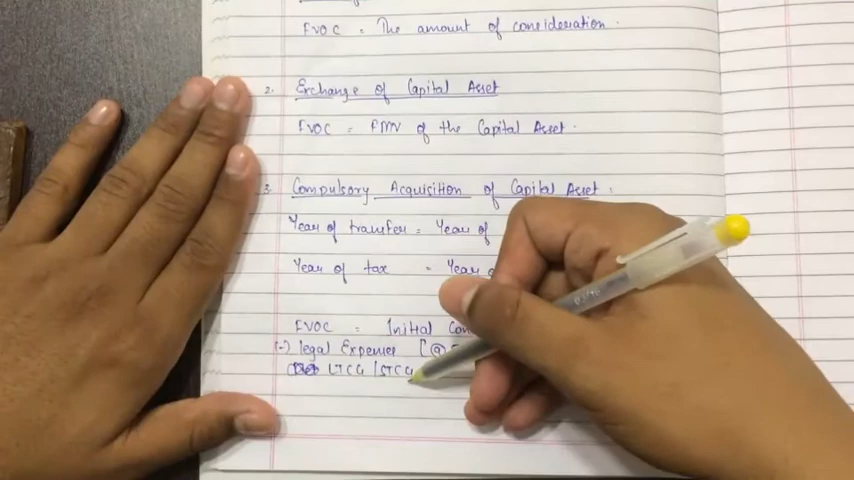 FVOC = The amount of consideration.
2. Exchange of Capital Asset
FVOC = FMV of the Capital Asset.
3. Compulsory Acquisition of Capital Asset :
Year of transfer = Year of
Year of tax = Year
FVOC = Initial
(-) legal Expenses [@
LTCG / STCG